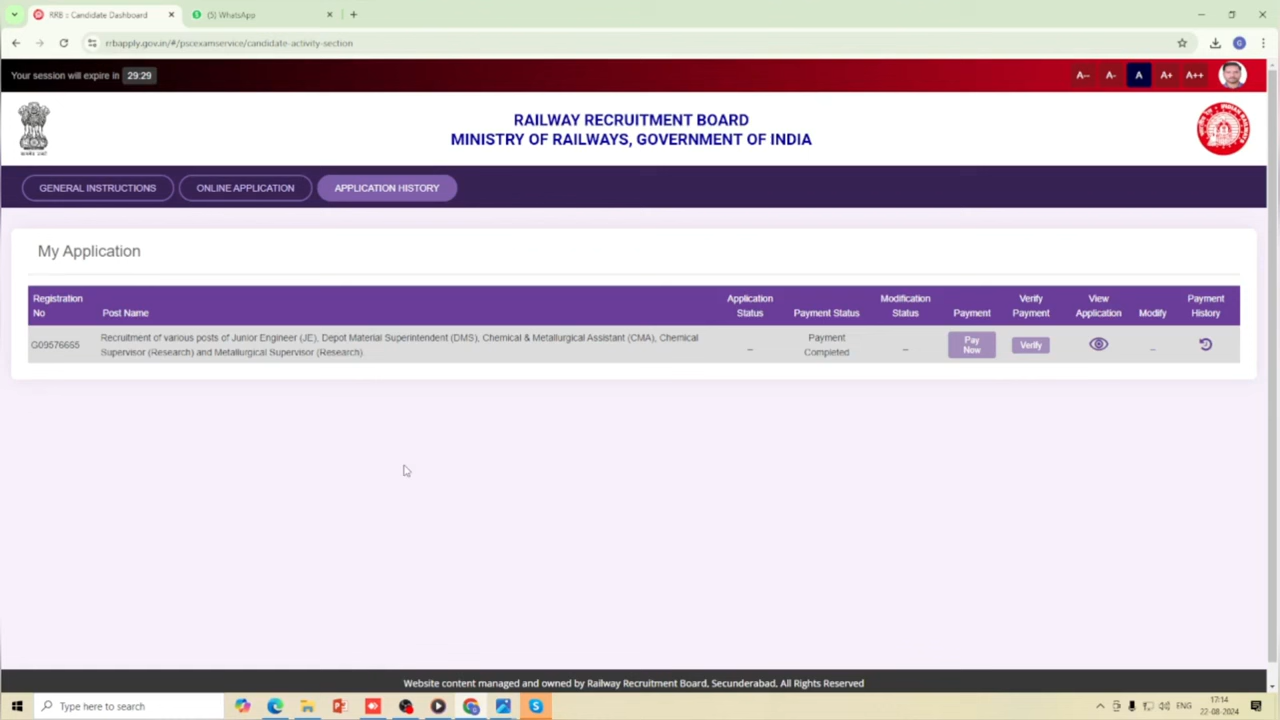 RRB :: Candidate Dashboard
(5) WhatsApp
rrbapply.gov.in/#/pscexamservice/candidate-activity-section
Your session will expire in 29:29
A-- A- A A+ A++
RAILWAY RECRUITMENT BOARD
MINISTRY OF RAILWAYS, GOVERNMENT OF INDIA
GENERAL INSTRUCTIONS ONLINE APPLICATION APPLICATION HISTORY
My Application
Registration No
Post Name
Application Status
Payment Status
Modification Status
Payment
Verify Payment
View Application
Modify
Payment History
G09576665
Recruitment of various posts of Junior Engineer (JE), Depot Material Superintendent (DMS), Chemical & Metallurgical Assistant (CMA), Chemical
Supervisor (Research) and Metallurgical Supervisor (Research)
_
Payment
Completed
_
Pay
Now
Verify
_
Website content managed and owned by Railway Recruitment Board, Secunderabad, All Rights Reserved
Type here to search
ENG
17:14
22-08-2024